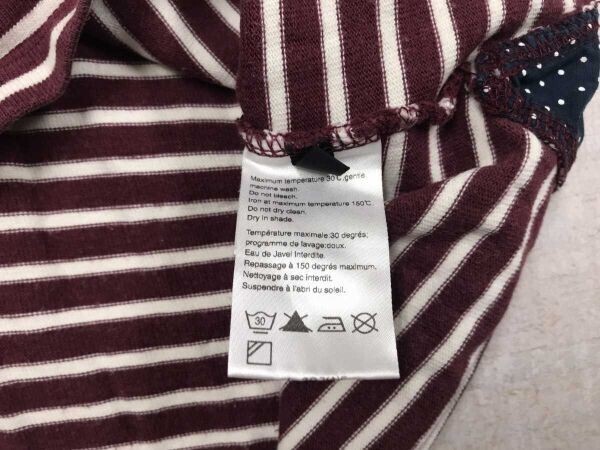 Maximum temperature 30℃,gentle
machine wash.
Do not bleach.
Iron at maximum temperature 150℃
Do not dry clean.
Dry in shade.
Température maximale:30 degrés;
programme de lavage:doux.
Eau de Javel Interdite.
Repassage à 150 degrés maximum.
Nettoyage à sec interdit.
Suspendre à l'abri du soleil.
30